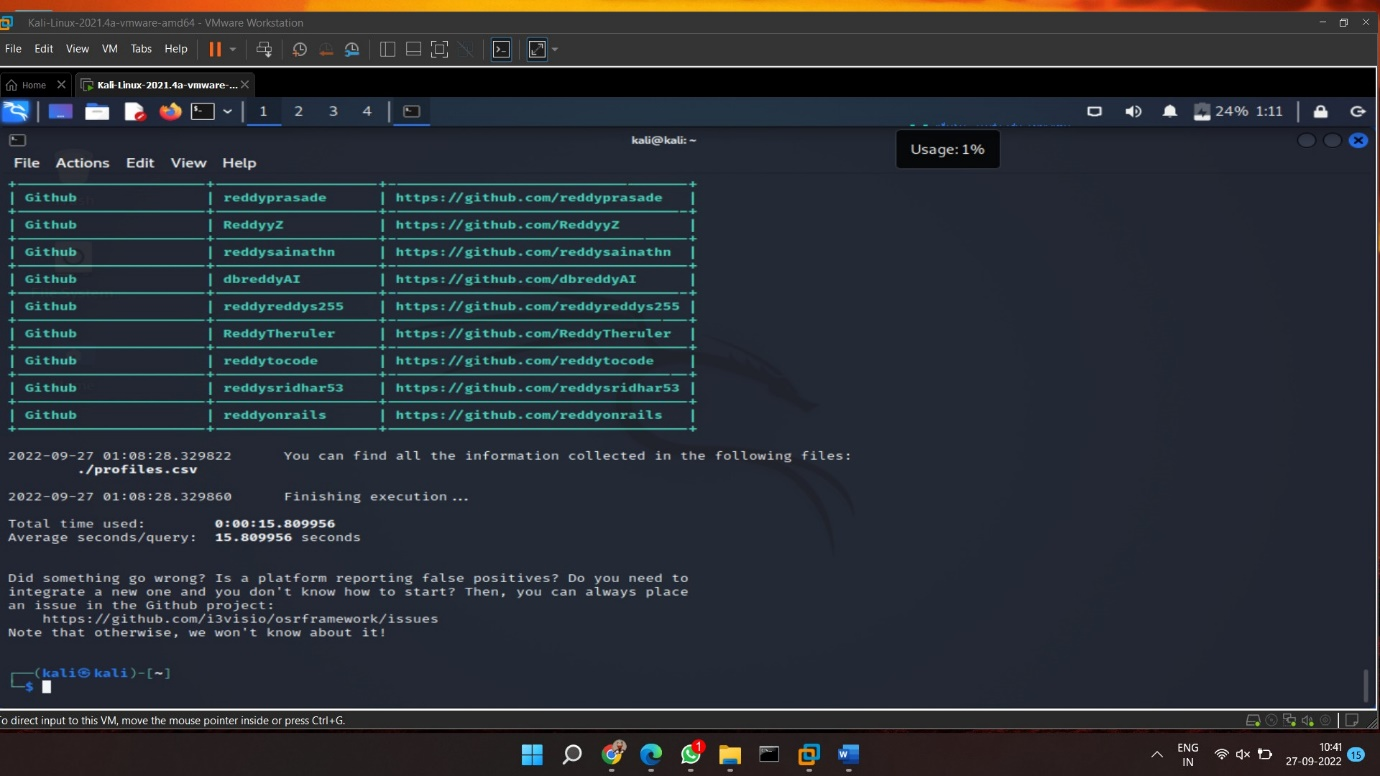 Kali-Linux-2021.4a-vmware-amd64 - VMware Workstation
File Edit View VM Tabs Help
Home Kali-Linux-2021.4a-vmware-...
1 2 3 4 24% 1:11
kali@kali: ~
Usage: 1%
File Actions Edit View Help
| Github | reddyprasade | https://github.com/reddyprasade |
| Github | ReddyyZ | https://github.com/ReddyyZ |
| Github | reddysainathn | https://github.com/reddysainathn |
| Github | dbreddyAI | https://github.com/dbreddyAI |
| Github | reddyreddys255 | https://github.com/reddyreddys255 |
| Github | ReddyTheruler | https://github.com/ReddyTheruler |
| Github | reddytocode | https://github.com/reddytocode |
| Github | reddysridhar53 | https://github.com/reddysridhar53 |
| Github | reddyonrails | https://github.com/reddyonrails |
2022-09-27 01:08:28.329822 You can find all the information collected in the following files:
./profiles.csv
2022-09-27 01:08:28.329860 Finishing execution...
Total time used: 0:00:15.809956
Average seconds/query: 15.809956 seconds
Did something go wrong? Is a platform reporting false positives? Do you need to
integrate a new one and you don't know how to start? Then, you can always place
an issue in the Github project:
https://github.com/i3visio/osrframework/issues
Note that otherwise, we won't know about it!
(kali㉿kali)-[~]
$
To direct input to this VM, move the mouse pointer inside or press Ctrl+G.
1
ENG
IN
10:41
27-09-2022
15